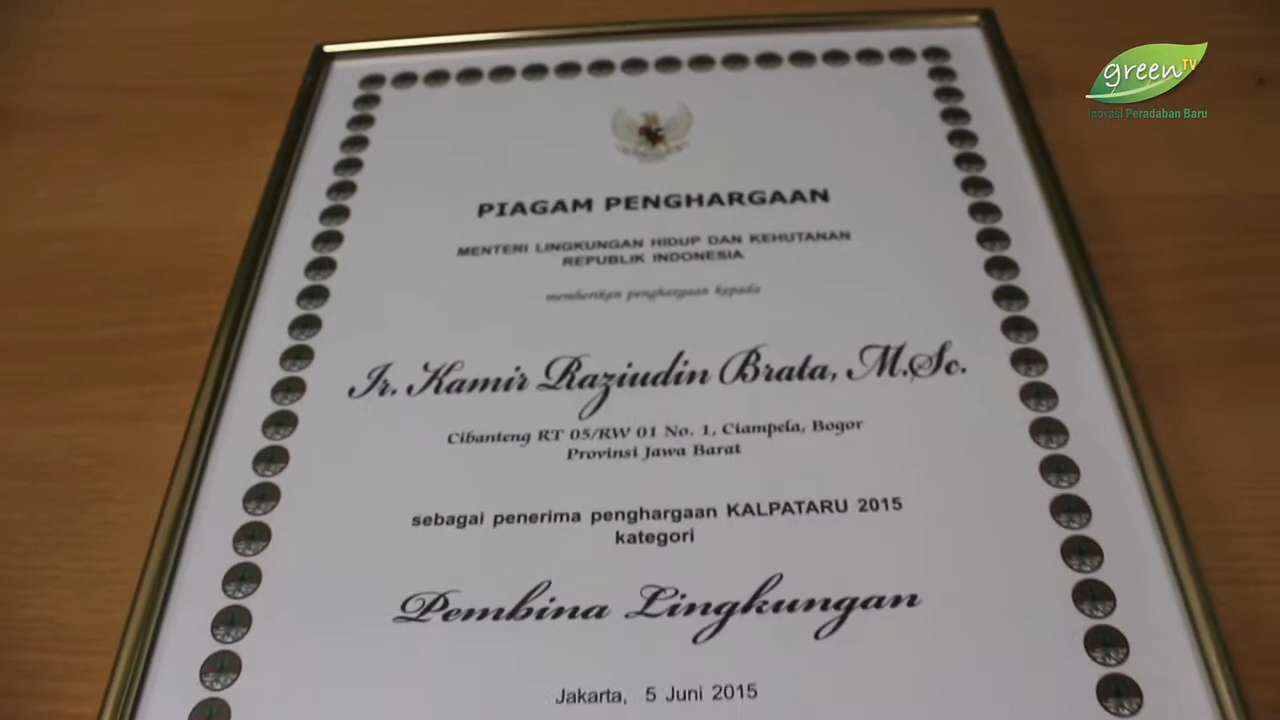 green TV
Inovasi Peradaban Baru
PIAGAM PENGHARGAAN
MENTERI LINGKUNGAN HIDUP DAN KEHUTANAN
REPUBLIK INDONESIA
memberikan penghargaan kepada
Ir. Kamir Raziudin Brata, M.Sc.
Cibanteng RT 05/RW 01 No. 1, Ciampela, Bogor
Provinsi Jawa Barat
sebagai penerima penghargaan KALPATARU 2015
kategori
Pembina Lingkungan
Jakarta, 5 Juni 2015